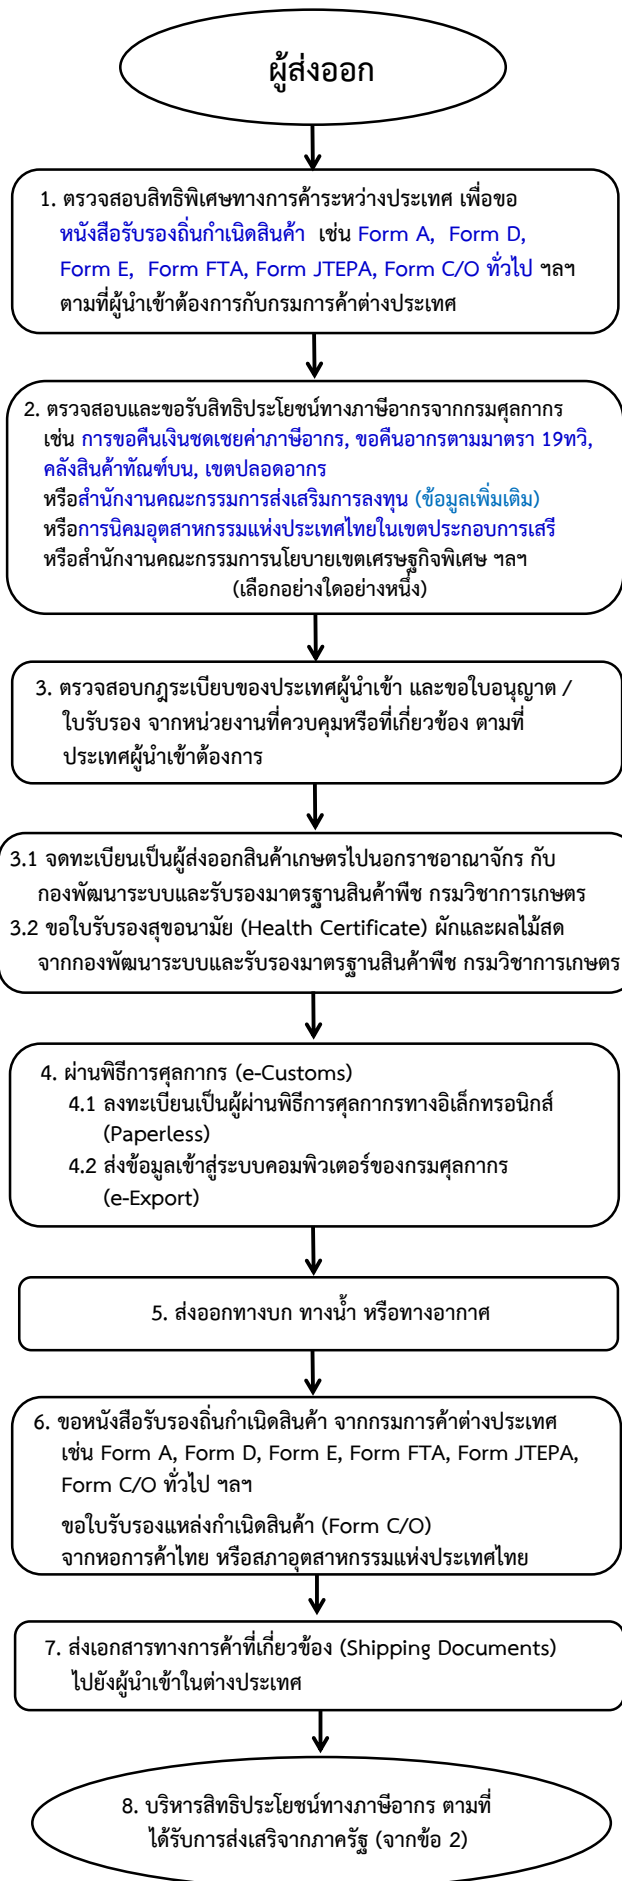 ผู้ส่งออก
1. ตรวจสอบสิทธิพิเศษทางการค้าระหว่างประเทศ เพื่อขอ
หนังสือรับรองถิ่นกำเนิดสินค้า เช่น Form A, Form D,
Form E, Form FTA, Form JTEPA, Form C/O ทั่วไป ฯลฯ
ตามที่ผู้นำเข้าต้องการกับกรมการค้าต่างประเทศ
2. ตรวจสอบและขอรับสิทธิประโยชน์ทางภาษีอากรจากกรมศุลกากร
เช่น การขอคืนเงินชดเชยค่าภาษีอากร, ขอคืนอากรตามมาตรา 19ทวิ,
คลังสินค้าทัณฑ์บน, เขตปลอดอากร
หรือสำนักงานคณะกรรมการส่งเสริมการลงทุน (ข้อมูลเพิ่มเติม)
หรือการนิคมอุตสาหกรรมแห่งประเทศไทยในเขตประกอบการเสรี
หรือสำนักงานคณะกรรมการนโยบายเขตเศรษฐกิจพิเศษ ฯลฯ
(เลือกอย่างใดอย่างหนึ่ง)
3. ตรวจสอบกฎระเบียบของประเทศผู้นำเข้า และขอใบอนุญาต /
ใบรับรอง จากหน่วยงานที่ควบคุมหรือที่เกี่ยวข้อง ตามที่
ประเทศผู้นำเข้าต้องการ
3.1 จดทะเบียนเป็นผู้ส่งออกสินค้าเกษตรไปนอกราชอาณาจักร กับ
กองพัฒนาระบบและรับรองมาตรฐานสินค้าพืช กรมวิชาการเกษตร
3.2 ขอใบรับรองสุขอนามัย (Health Certificate) ผักและผลไม้สด
จากกองพัฒนาระบบและรับรองมาตรฐานสินค้าพืช กรมวิชาการเกษตร
4. ผ่านพิธีการศุลกากร (e-Customs)
4.1 ลงทะเบียนเป็นผู้ผ่านพิธีการศุลกากรทางอิเล็กทรอนิกส์
(Paperless)
4.2 ส่งข้อมูลเข้าสู่ระบบคอมพิวเตอร์ของกรมศุลกากร
(e-Export)
5. ส่งออกทางบก ทางน้ำ หรือทางอากาศ
6. ขอหนังสือรับรองถิ่นกำเนิดสินค้า จากกรมการค้าต่างประเทศ
เช่น Form A, Form D, Form E, Form FTA, Form JTEPA,
Form C/O ทั่วไป ฯลฯ
ขอใบรับรองแหล่งกำเนิดสินค้า (Form C/O)
จากหอการค้าไทย หรือสภาอุตสาหกรรมแห่งประเทศไทย
7. ส่งเอกสารทางการค้าที่เกี่ยวข้อง (Shipping Documents)
ไปยังผู้นำเข้าในต่างประเทศ
8. บริหารสิทธิประโยชน์ทางภาษีอากร ตามที่
ได้รับการส่งเสริจากภาครัฐ (จากข้อ 2)